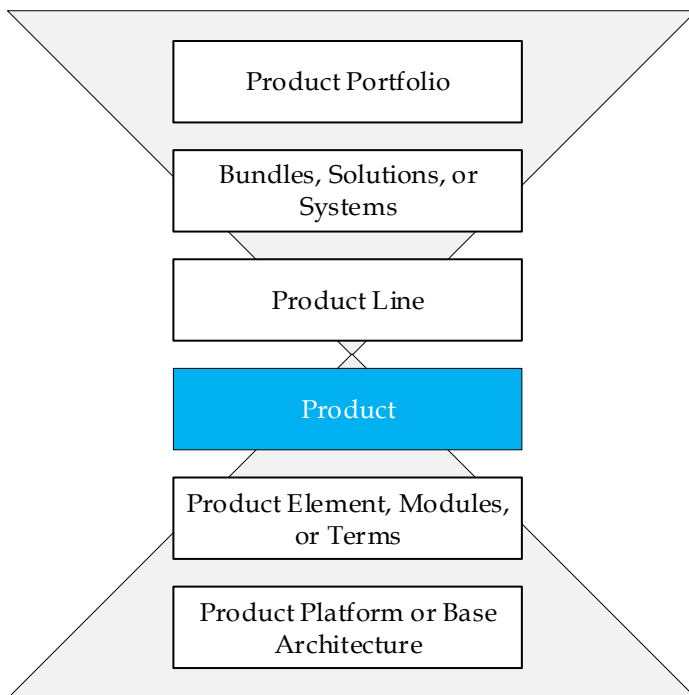 Product Portfolio
Bundles, Solutions, or
Systems
Product Line
Product
Product Element, Modules,
or Terms
Product Platform or Base
Architecture